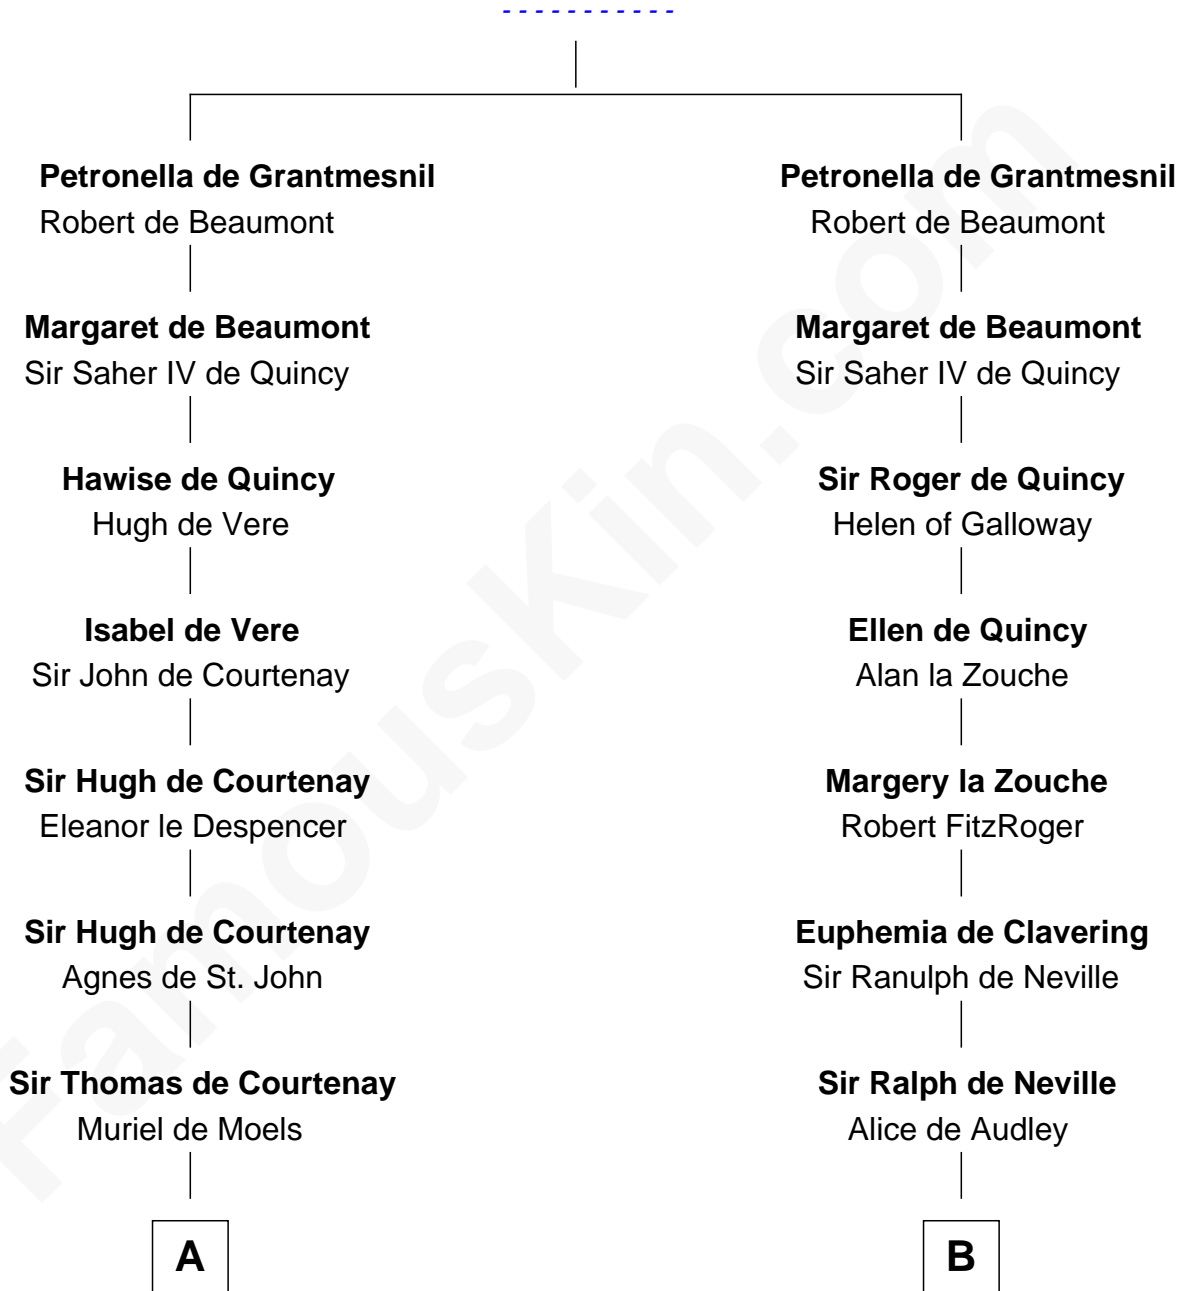 - - - - - - - - - - -
Petronella de Grantmesnil
Robert de Beaumont
Margaret de Beaumont
Sir Saher IV de Quincy
Hawise de Quincy
Hugh de Vere
Isabel de Vere
Sir John de Courtenay
Sir Hugh de Courtenay
Eleanor le Despencer
Sir Hugh de Courtenay
Agnes de St. John
Sir Thomas de Courtenay
Muriel de Moels
A
Petronella de Grantmesnil
Robert de Beaumont
Margaret de Beaumont
Sir Saher IV de Quincy
Sir Roger de Quincy
Helen of Galloway
Ellen de Quincy
Alan la Zouche
Margery la Zouche
Robert FitzRoger
Euphemia de Clavering
Sir Ranulph de Neville
Sir Ralph de Neville
Alice de Audley
B
FamousKin.com